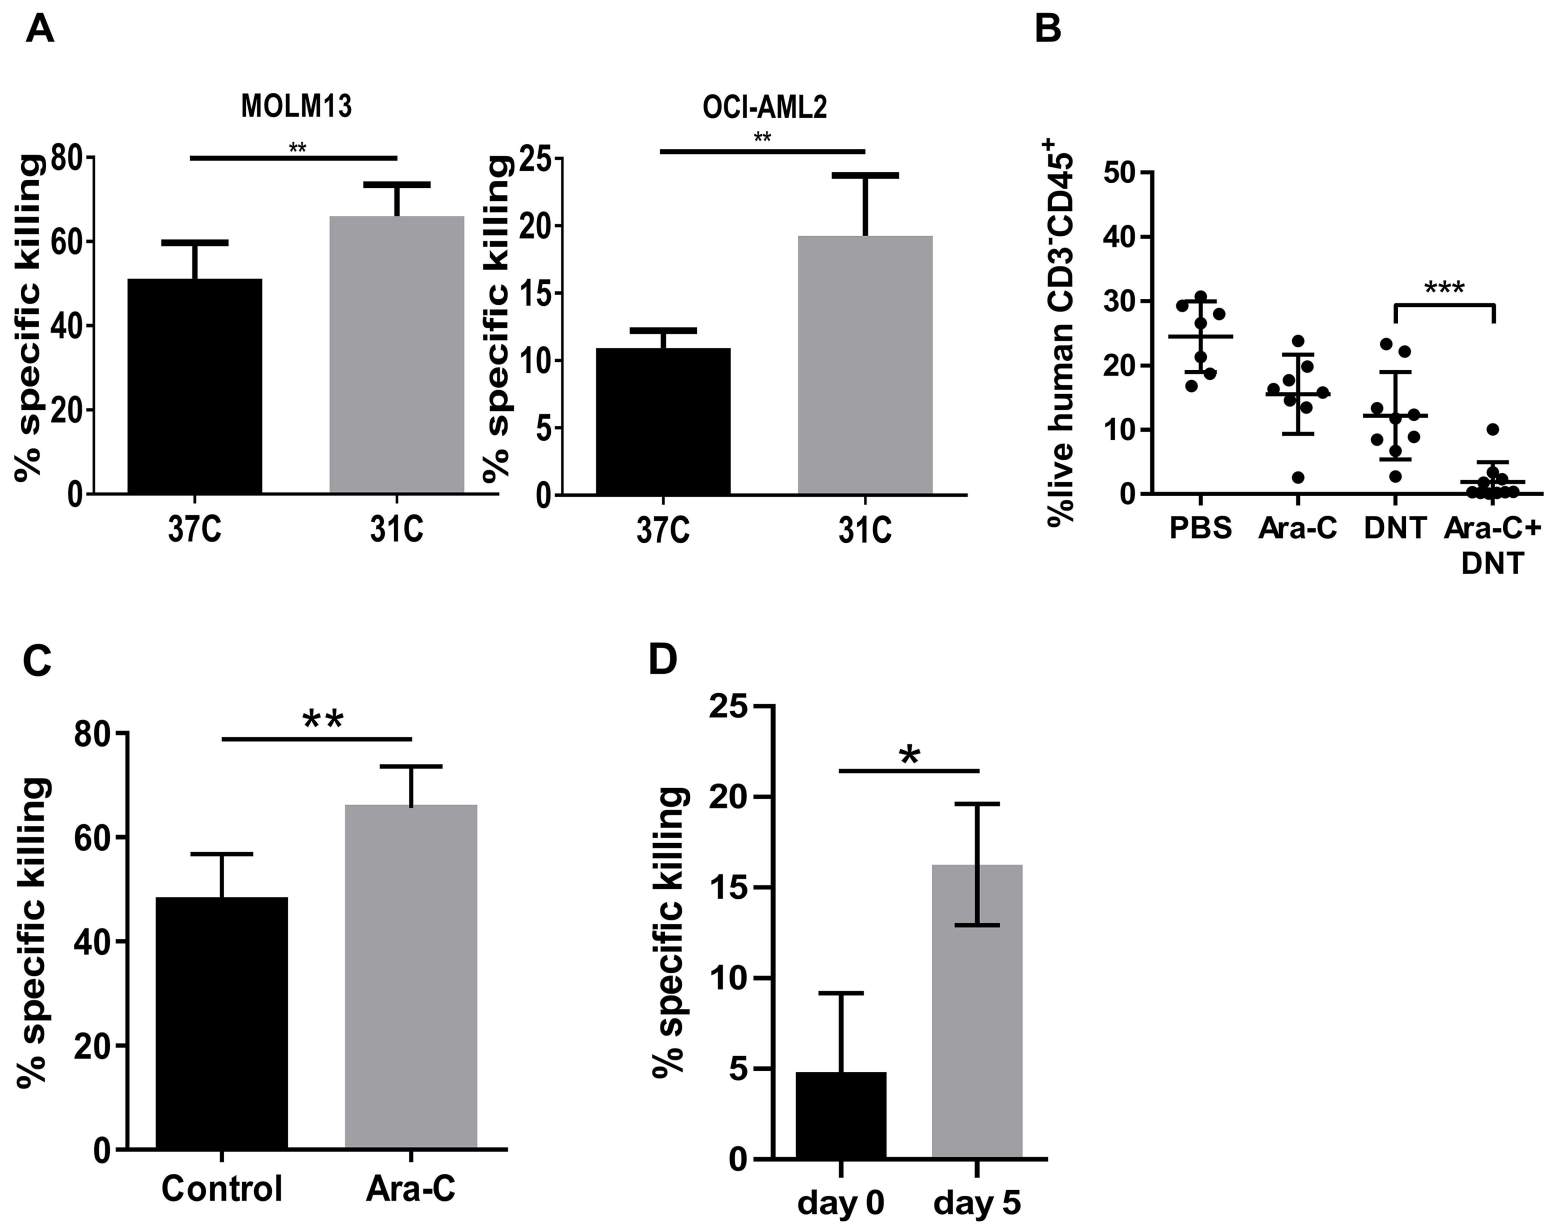 A
MOLM13
**
% specific killing
80
60
40
20
0
37C 31C
OCI-AML2
**
% specific killing
25
20
15
10
5
0
37C 31C
B
%live human CD3-CD45+
50
40
30
20
10
0
***
PBS Ara-C DNT Ara-C+
DNT
C
**
% specific killing
80
60
40
20
0
Control Ara-C
D
*
% specific killing
25
20
15
10
5
0
day 0 day 5